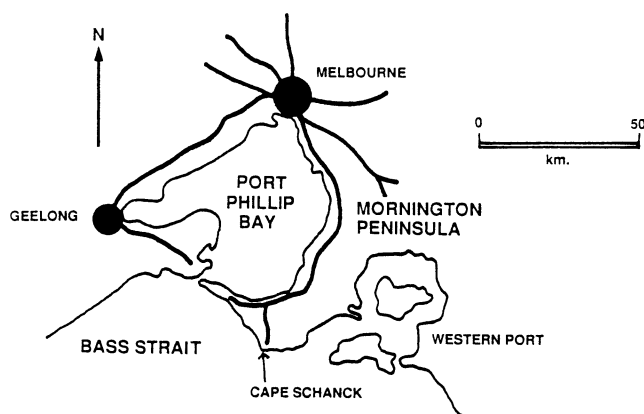 N
MELBOURNE
0 50
km.
PORT
PHILLIP
BAY
GEELONG
MORNINGTON
PENINSULA
BASS STRAIT
WESTERN PORT
CAPE SCHANCK